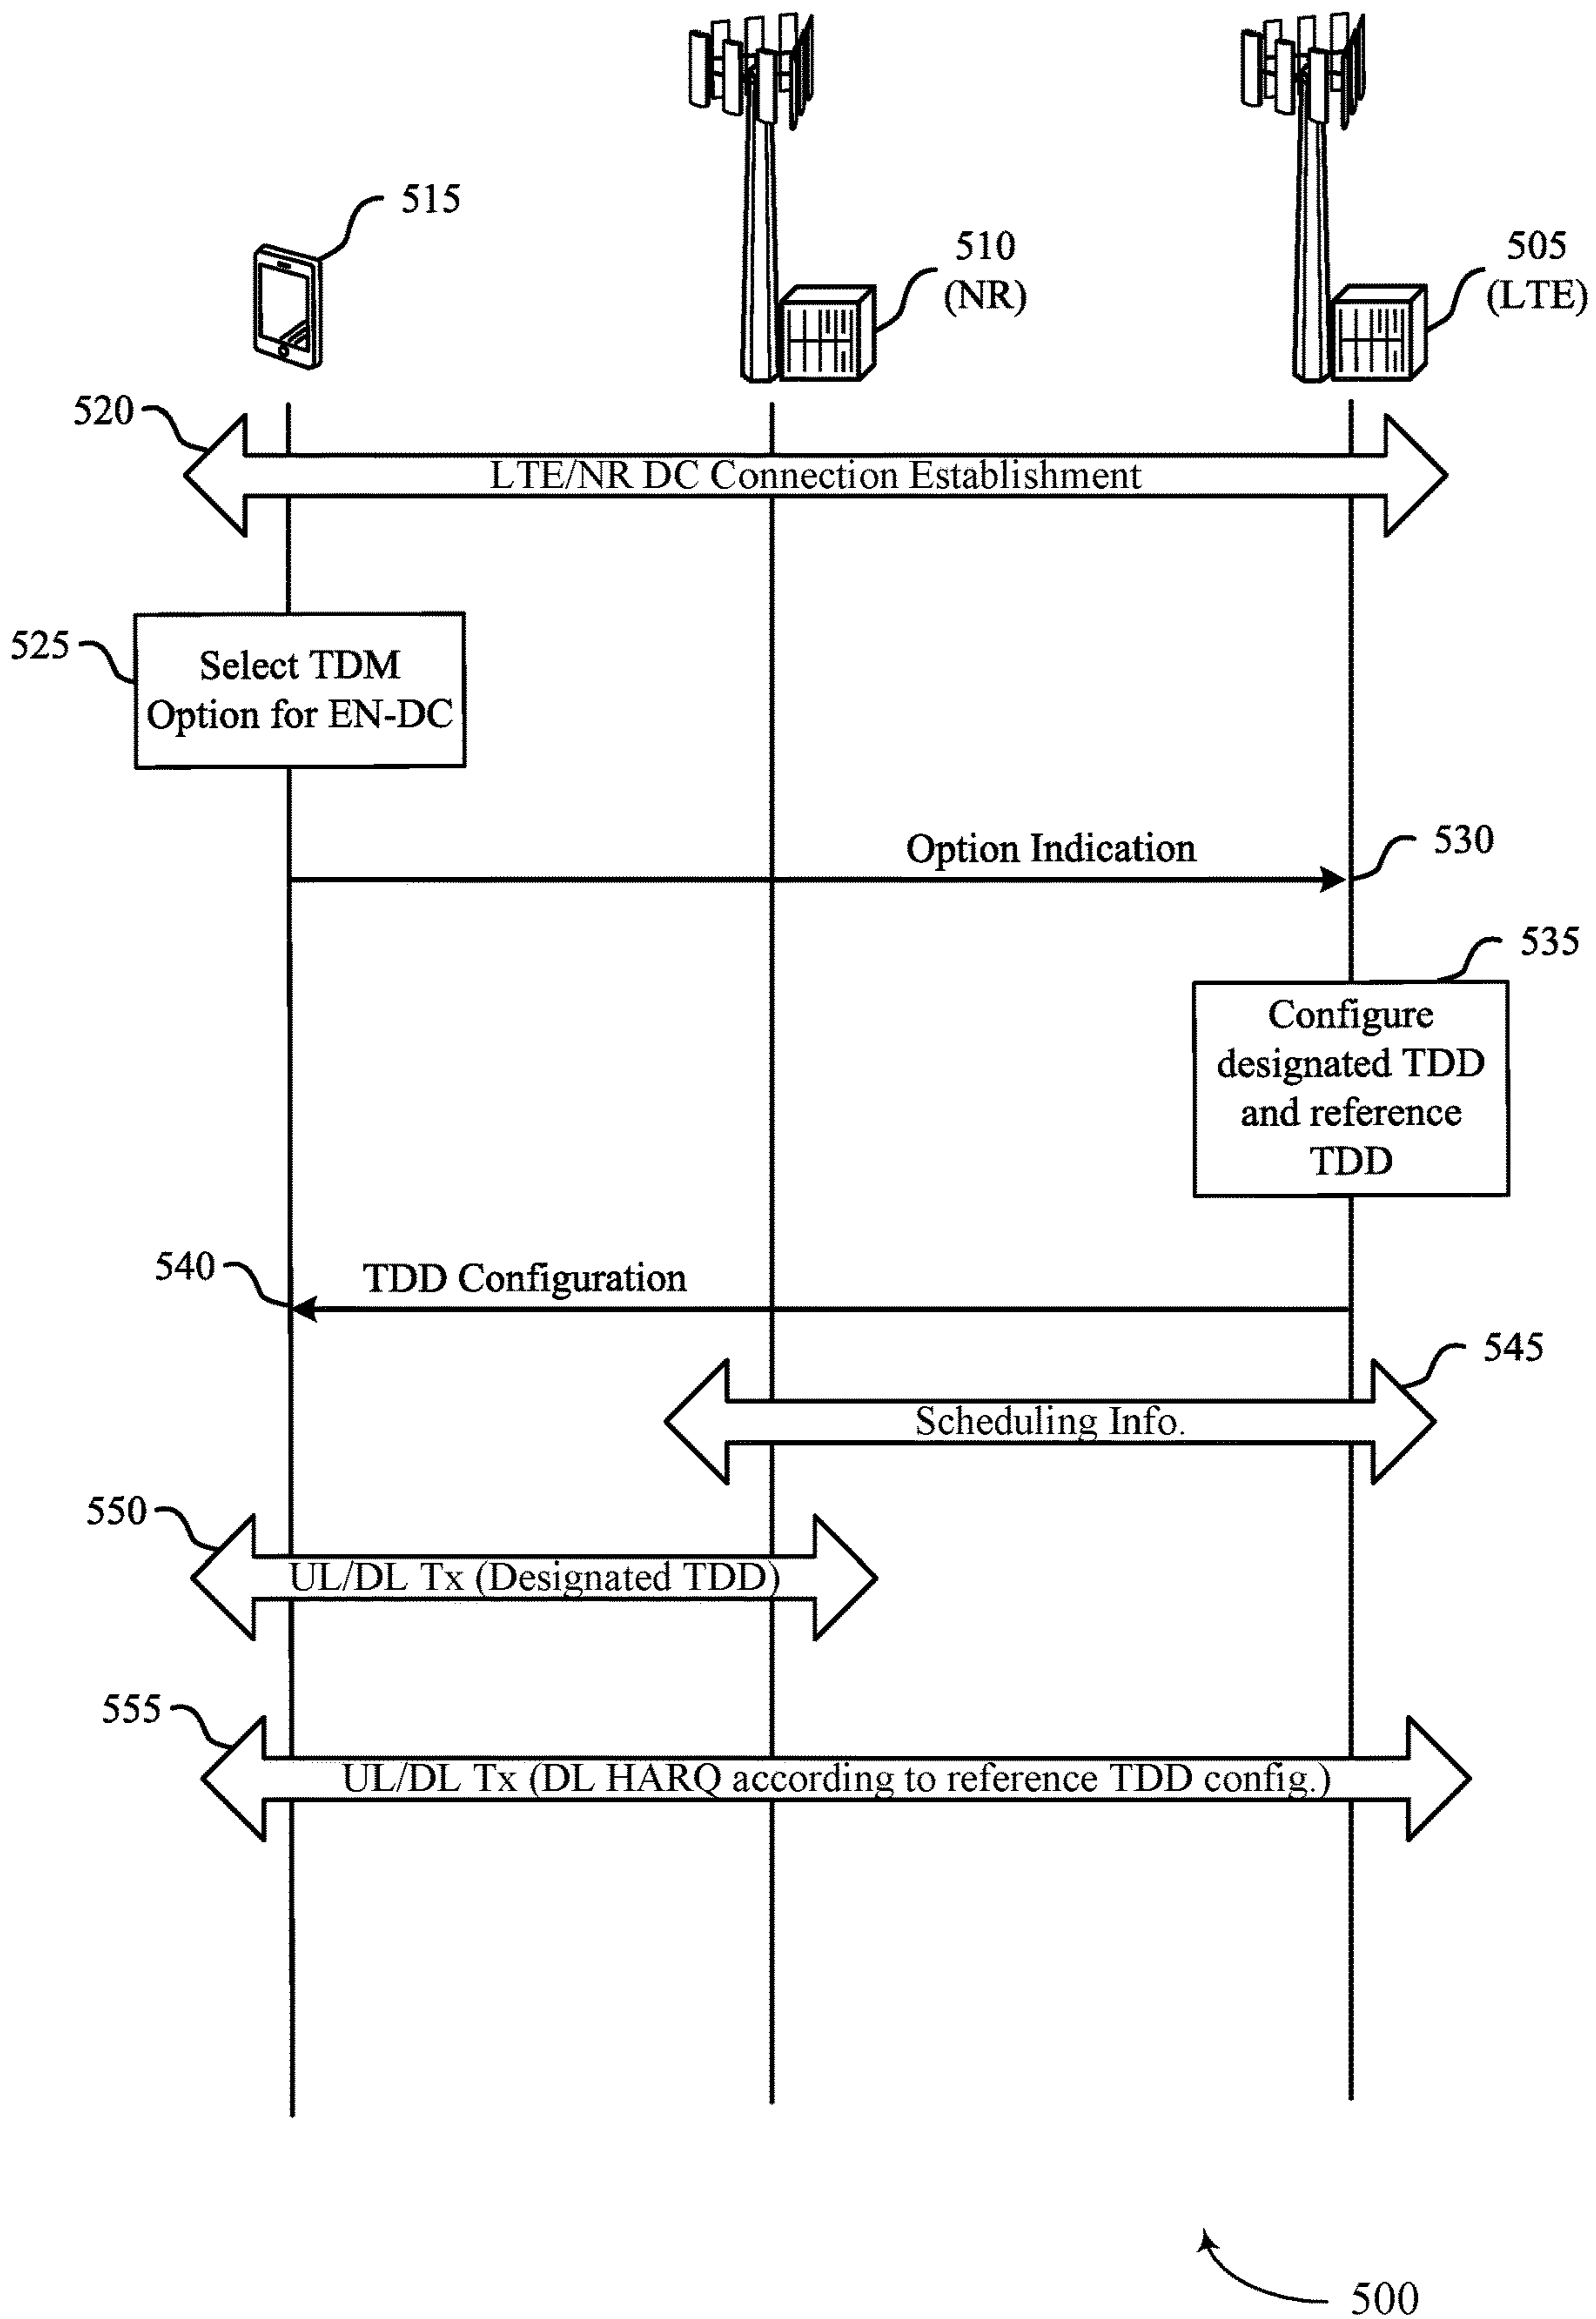 515
510
(NR)
505
(LTE)
520
LTE/NR DC Connection Establishment
525
Select TDM
Option for EN-DC
Option Indication
530
535
Configure
designated TDD
and reference
TDD
540
TDD Configuration
545
Scheduling Info.
550
UL/DL Tx (Designated TDD)
555
UL/DL Tx (DL HARQ according to reference TDD config.)
500